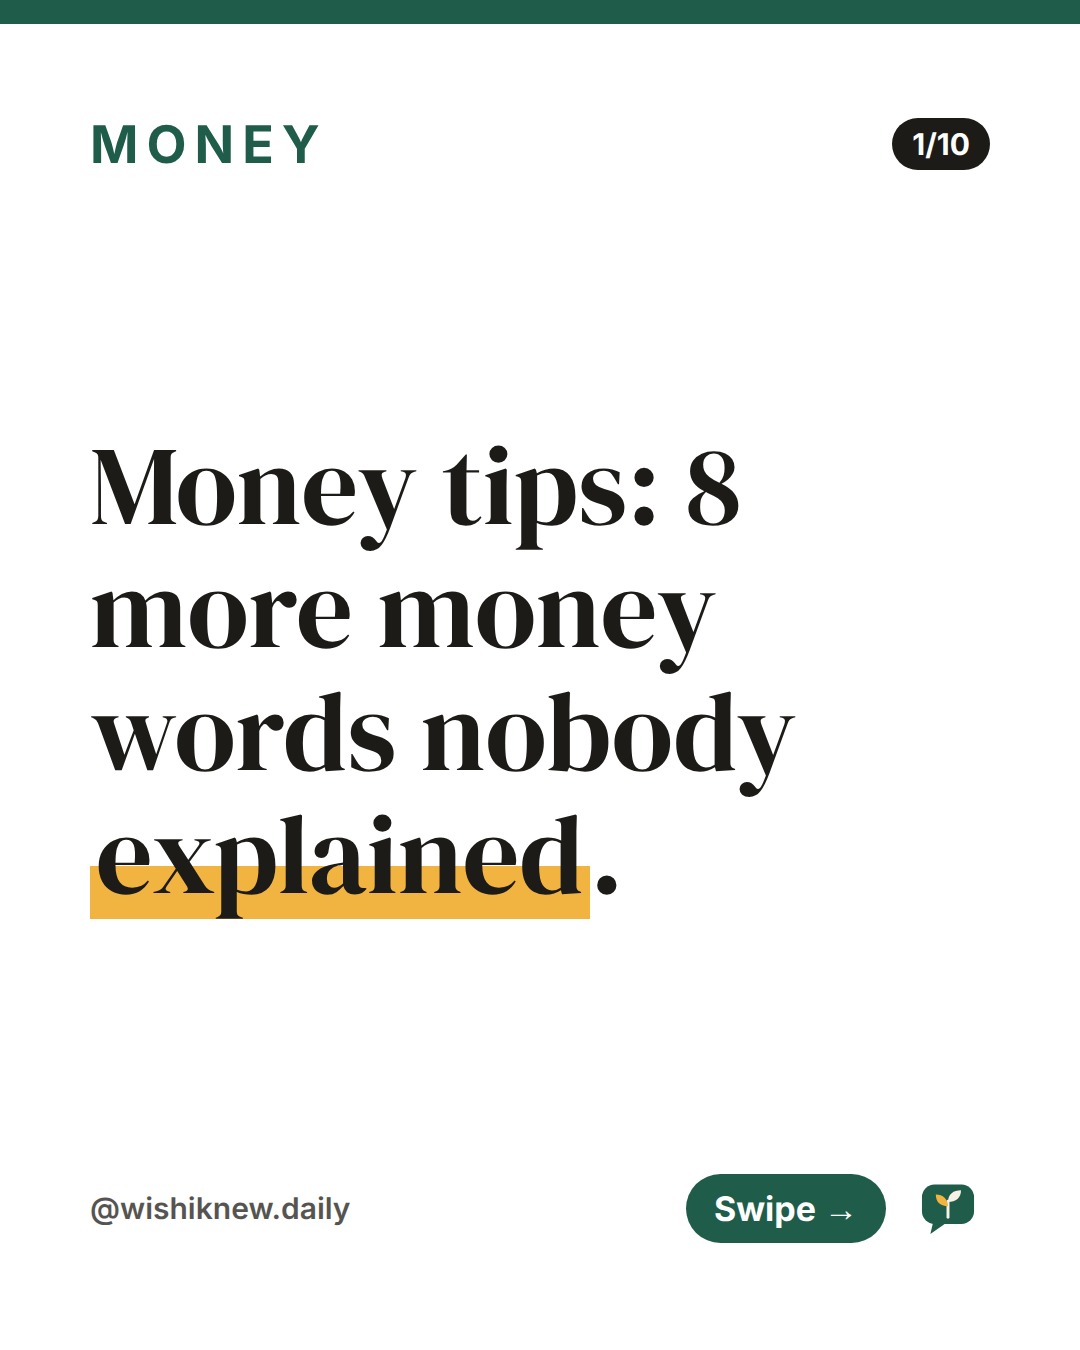 MONEY
1/10
Money tips: 8
more money
words nobody
explained.
@wishiknew.daily
Swipe →